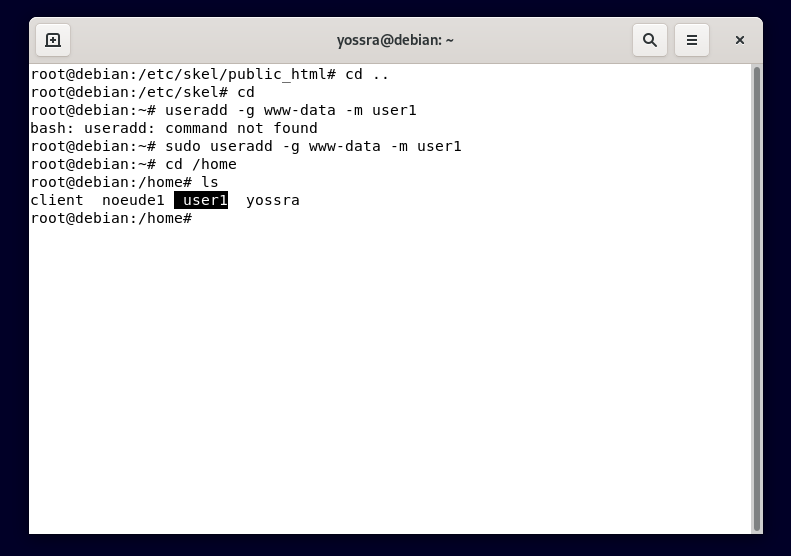 yossra@debian: ~
root@debian:/etc/skel/public_html# cd ..
root@debian:/etc/skel# cd
root@debian:~# useradd -g www-data -m user1
bash: useradd: command not found
root@debian:~# sudo useradd -g www-data -m user1
root@debian:~# cd /home
root@debian:/home# ls
client  noeude1  user1  yossra
root@debian:/home#